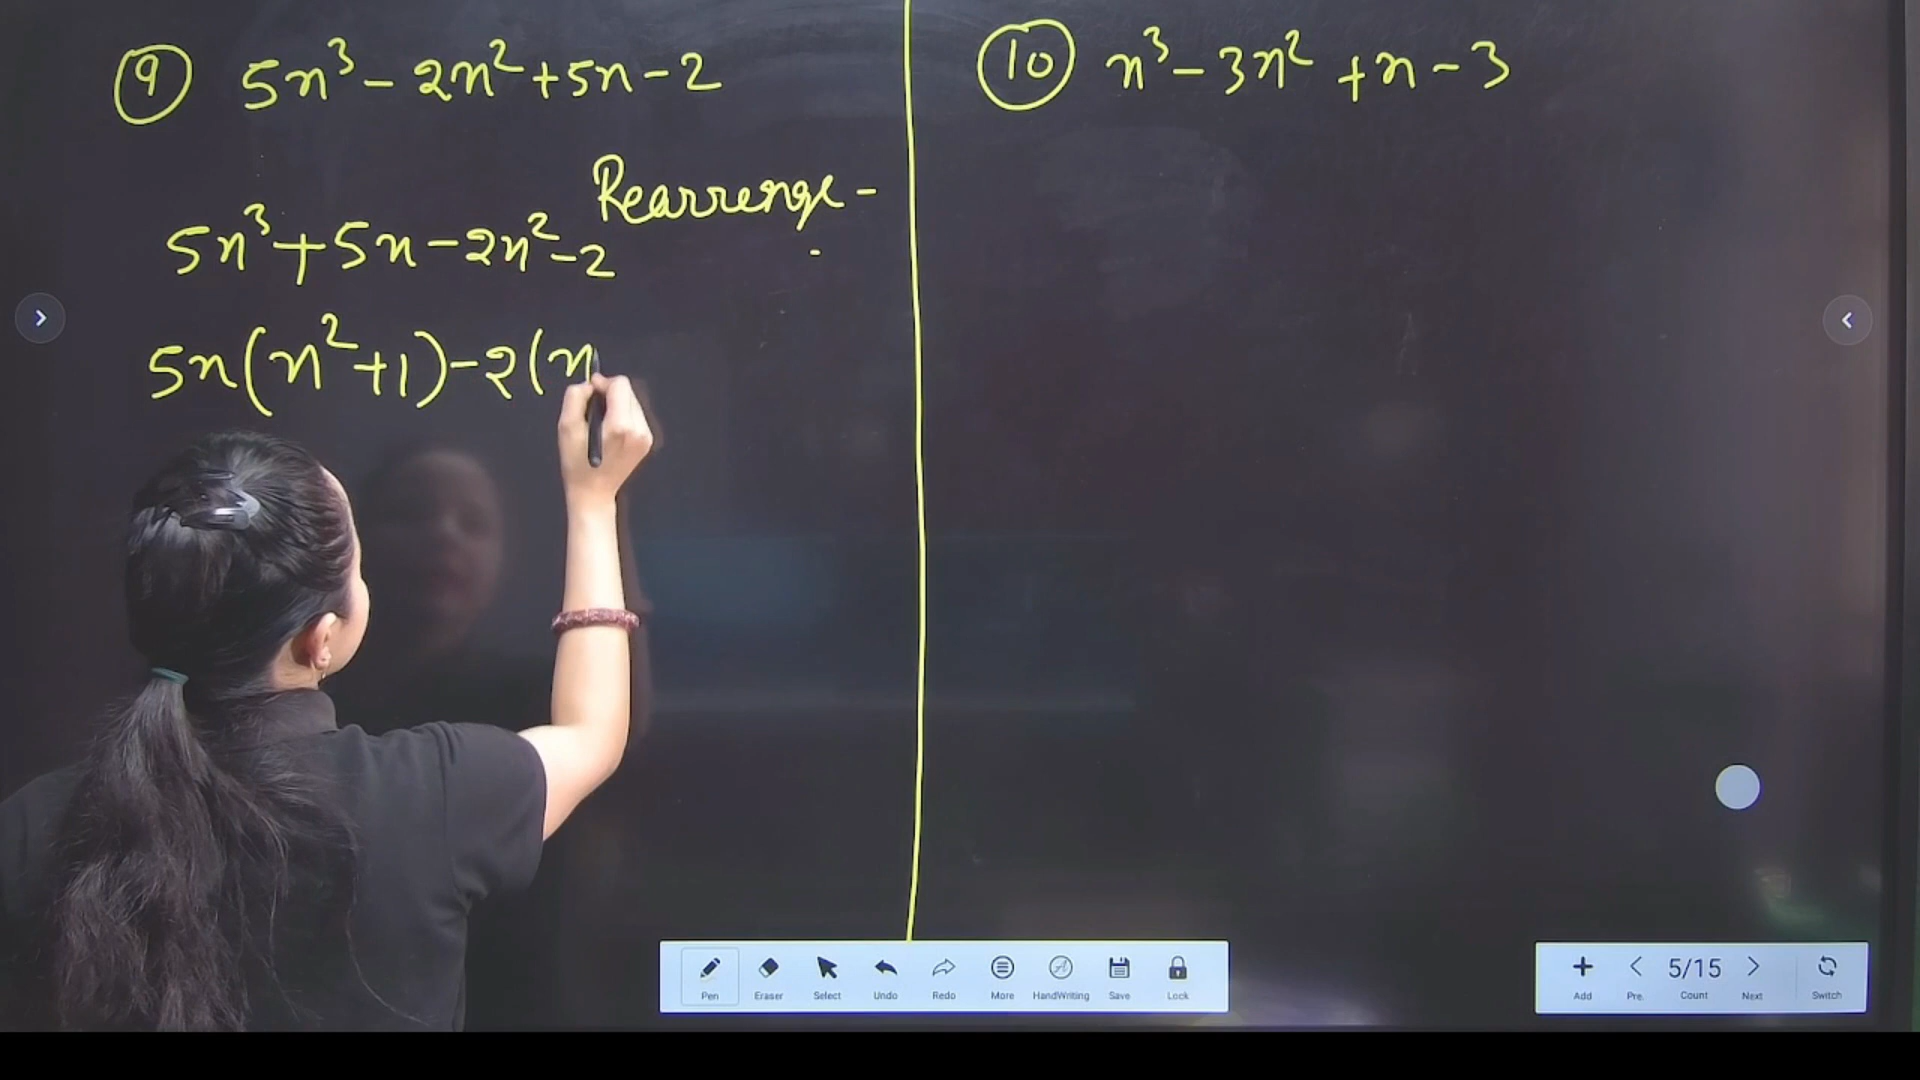 ⑨ 5x³ - 2x² + 5x - 2
Rearrenge -
5x³ + 5x - 2x² - 2
5x(x² + 1) - 2(x
⑩ x³ - 3x² + x - 3
Pen Eraser Select Undo Redo More HandWriting Save Lock
5/15
Add Pre. Count Next Switch